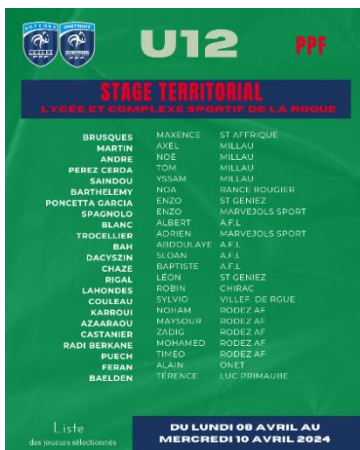 U12
PPF
STAGE TERRITORIAL
LYCÉE ET COMPLEXE SPORTIF DE LA ROQUE
BRUSQUES MAXENCE ST AFFRIQUE
MARTIN AXEL MILLAU
ANDRE NOÉ MILLAU
PEREZ CERDA TOM MILLAU
SAINDOU YSSAM MILLAU
BARTHELEMY NOA RANCE ROUGIER
PONCETTA GARCIA ENZO ST GENIEZ
SPAGNOLO ENZO MARVEJOLS SPORT
BLANC ALBERT A.F.L
TROCELLIER ADRIEN MARVEJOLS SPORT
BAH ABDOULAYE A.F.L
DACYSZIN SLOAN A.F.L
CHAZE BAPTISTE A.F.L
RIGAL LÉON ST GENIEZ
LAHONDES ROBIN CHIRAC
COULEAU SYLVIO VILLEF. DE RGUE
KARROUI NOHAM RODEZ AF
AZAARAOU MAYSOUR RODEZ AF
CASTANIER ZADIG RODEZ AF
RADI BERKANE MOHAMED RODEZ AF
PUECH TIMÉO RODEZ AF
FERAN ALAIN ONET
BAELDEN TÉRENCE LUC PRIMAUBE
Liste
des joueurs sélectionnés
DU LUNDI 08 AVRIL AU
MERCREDI 10 AVRIL 2024